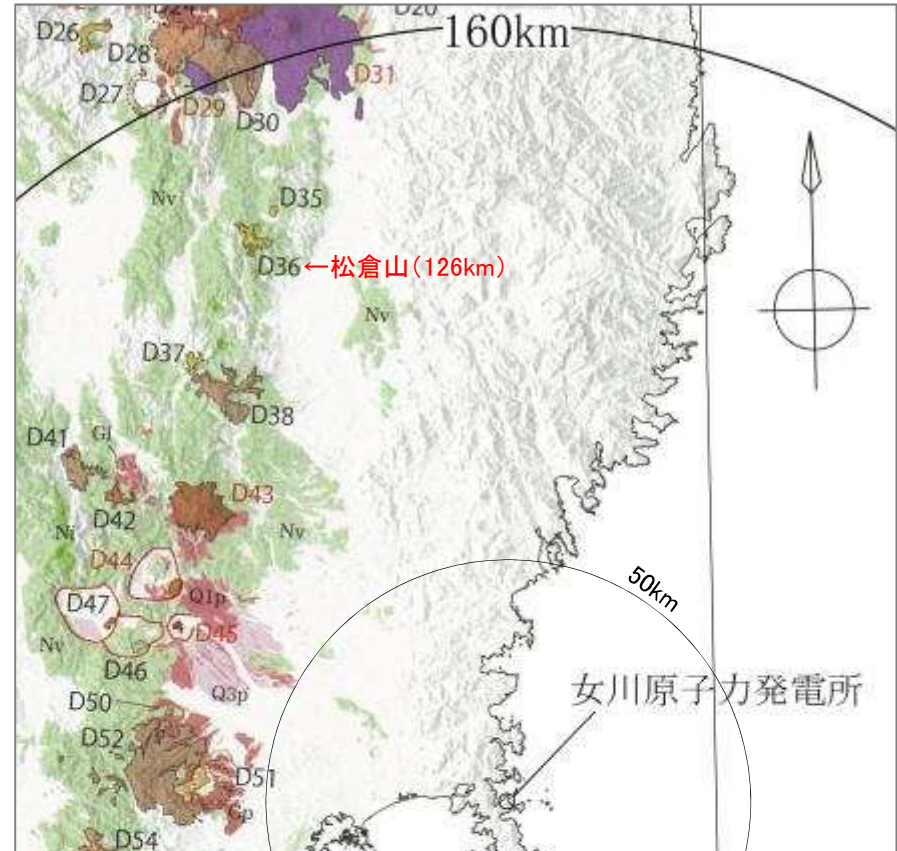 D26
D28
160km
D31
D27
D29
D30
Nv
D35
D36←松倉山(126km)
Nv
D37
D38
D41
Gl
D42
D43
Ni
Nv
D44
50km
D47
Q1p
D45
Nv
D46
Q3p
女川原子力発電所
D50
D52
D51
Gp
D54